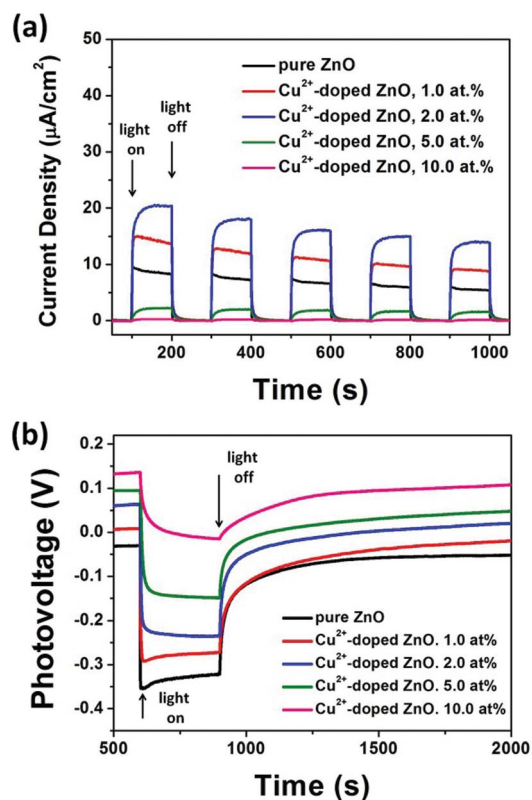 (a)
50
40
30
20
10
0
Current Density (μA/cm²)
light
on
light
off
pure ZnO
Cu²⁺-doped ZnO, 1.0 at.%
Cu²⁺-doped ZnO, 2.0 at.%
Cu²⁺-doped ZnO, 5.0 at.%
Cu²⁺-doped ZnO, 10.0 at.%
200 400 600 800 1000
Time (s)
(b)
0.2
0.1
0.0
-0.1
-0.2
-0.3
-0.4
Photovoltage (V)
light
off
pure ZnO
Cu²⁺-doped ZnO. 1.0 at%
Cu²⁺-doped ZnO. 2.0 at%
Cu²⁺-doped ZnO. 5.0 at%
Cu²⁺-doped ZnO. 10.0 at%
light
on
500 1000 1500 2000
Time (s)